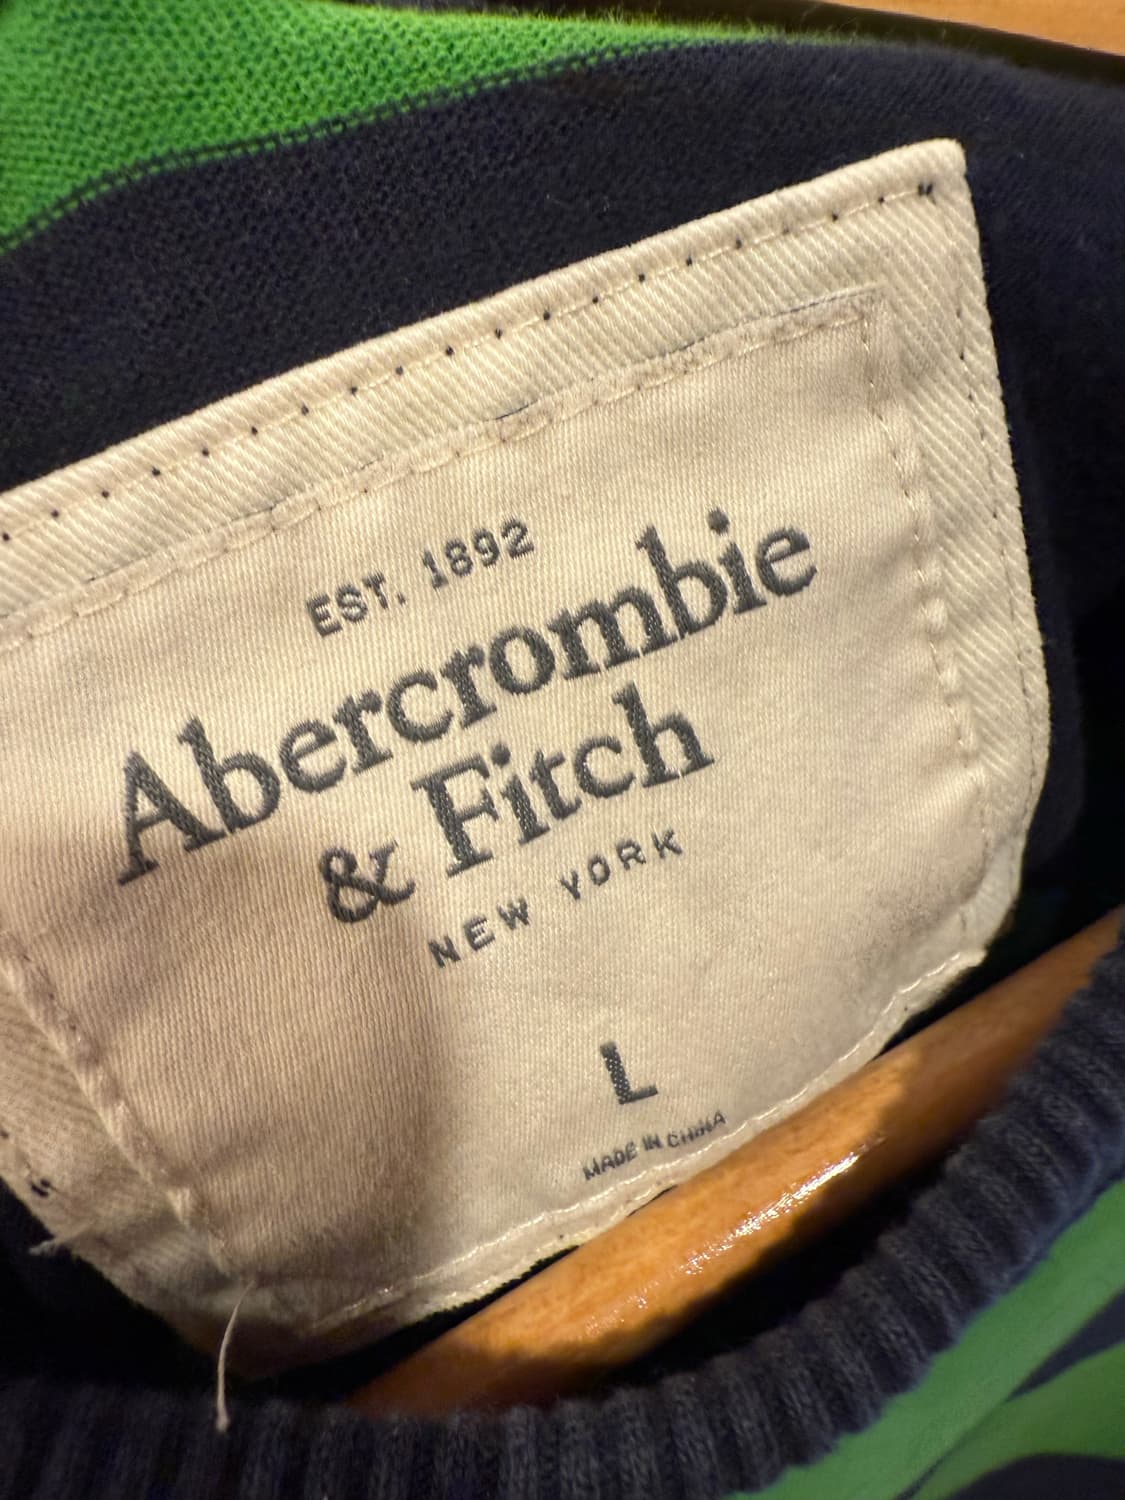 EST. 1892
Abercrombie
& Fitch
NEW YORK
L
MADE IN CHINA